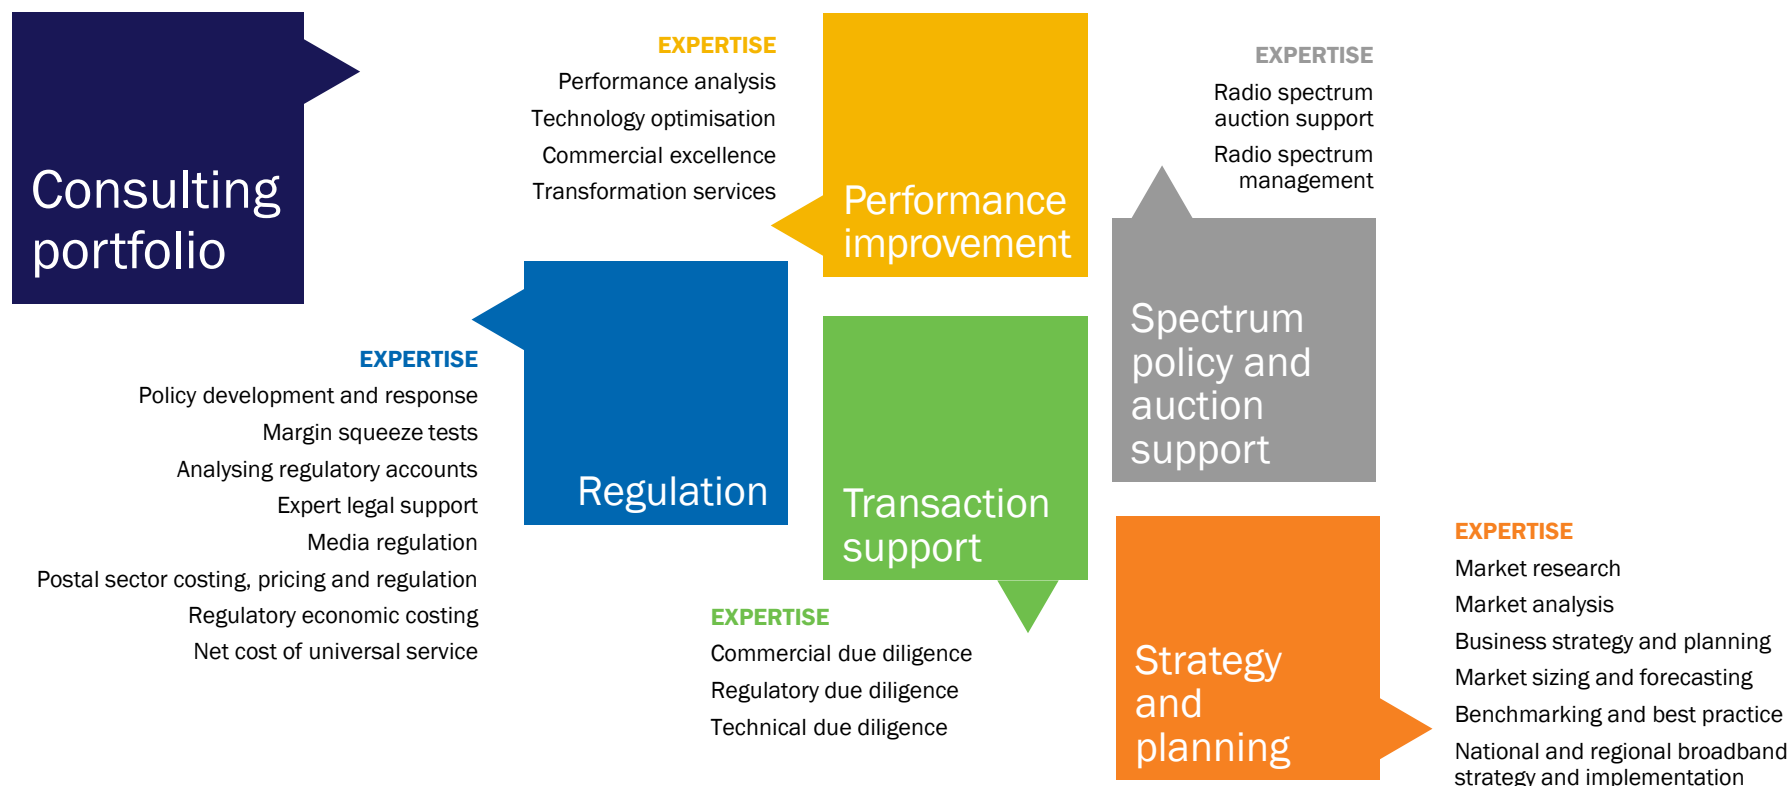 Consulting
portfolio
EXPERTISE
Performance analysis
Technology optimisation
Commercial excellence
Transformation services
Performance
improvement
EXPERTISE
Radio spectrum
auction support
Radio spectrum
management
Spectrum
policy and
auction
support
Regulation
EXPERTISE
Policy development and response
Margin squeeze tests
Analysing regulatory accounts
Expert legal support
Media regulation
Postal sector costing, pricing and regulation
Regulatory economic costing
Net cost of universal service
Transaction
support
EXPERTISE
Commercial due diligence
Regulatory due diligence
Technical due diligence
Strategy
and
planning
EXPERTISE
Market research
Market analysis
Business strategy and planning
Market sizing and forecasting
Benchmarking and best practice
National and regional broadband
strategy and implementation